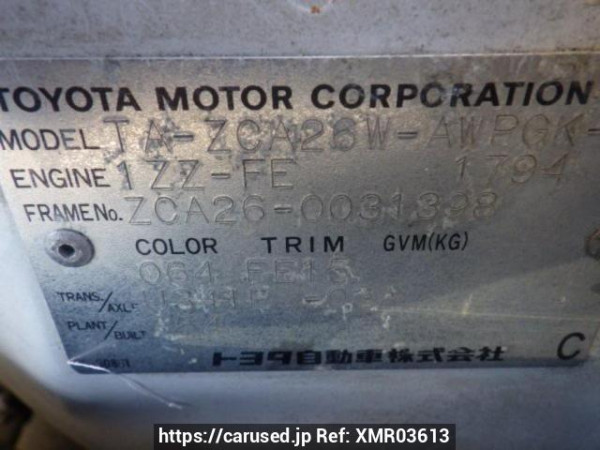 TOYOTA MOTOR CORPORATION
MODEL TA-ZCA26W-AWPGK-
ENGINE 1ZZ-FE 1794
FRAME No. ZCA26-0031398
COLOR TRIM GVM(KG)
064 FE15
TRANS./AXLE
PLANT/BUILT
トヨタ自動車株式会社 C
https://carused.jp Ref: XMR03613